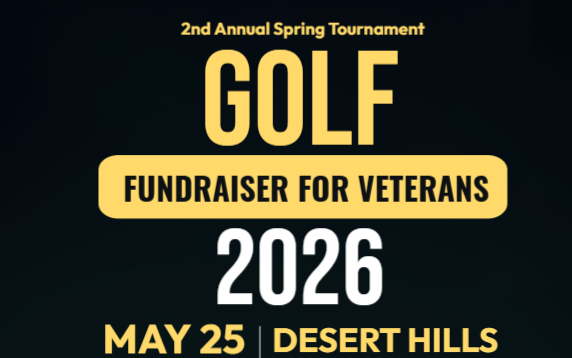 2nd Annual Spring Tournament
GOLF
FUNDRAISER FOR VETERANS
2026
MAY 25 | DESERT HILLS